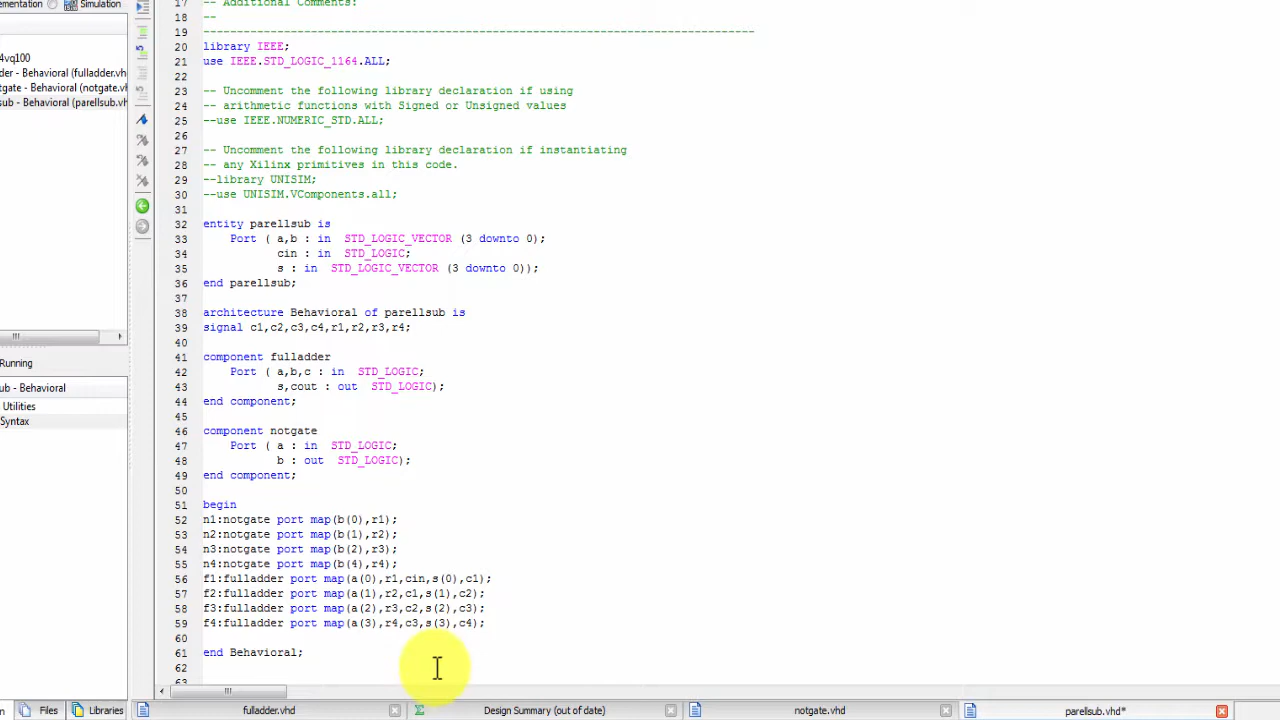 ementation
Simulation
4vq100
dder - Behavioral (fulladder.vh
otgate - Behavioral (notgate.vh
sub - Behavioral (parellsub.vh
Running
sub - Behavioral
Utilities
Syntax
Files
Libraries
17 -- Additional Comments:
18 --
19 ----------------------------------------------------------------------------------
20 library IEEE;
21 use IEEE.STD_LOGIC_1164.ALL;
22
23 -- Uncomment the following library declaration if using
24 -- arithmetic functions with Signed or Unsigned values
25 --use IEEE.NUMERIC_STD.ALL;
26
27 -- Uncomment the following library declaration if instantiating
28 -- any Xilinx primitives in this code.
29 --library UNISIM;
30 --use UNISIM.VComponents.all;
31
32 entity parellsub is
33 Port ( a,b : in STD_LOGIC_VECTOR (3 downto 0);
34 cin : in STD_LOGIC;
35 s : in STD_LOGIC_VECTOR (3 downto 0));
36 end parellsub;
37
38 architecture Behavioral of parellsub is
39 signal c1,c2,c3,c4,r1,r2,r3,r4;
40
41 component fulladder
42 Port ( a,b,c : in STD_LOGIC;
43 s,cout : out STD_LOGIC);
44 end component;
45
46 component notgate
47 Port ( a : in STD_LOGIC;
48 b : out STD_LOGIC);
49 end component;
50
51 begin
52 n1:notgate port map(b(0),r1);
53 n2:notgate port map(b(1),r2);
54 n3:notgate port map(b(2),r3);
55 n4:notgate port map(b(4),r4);
56 f1:fulladder port map(a(0),r1,cin,s(0),c1);
57 f2:fulladder port map(a(1),r2,c1,s(1),c2);
58 f3:fulladder port map(a(2),r3,c2,s(2),c3);
59 f4:fulladder port map(a(3),r4,c3,s(3),c4);
60
61 end Behavioral;
62
63
fulladder.vhd
Design Summary (out of date)
notgate.vhd
parellsub.vhd*